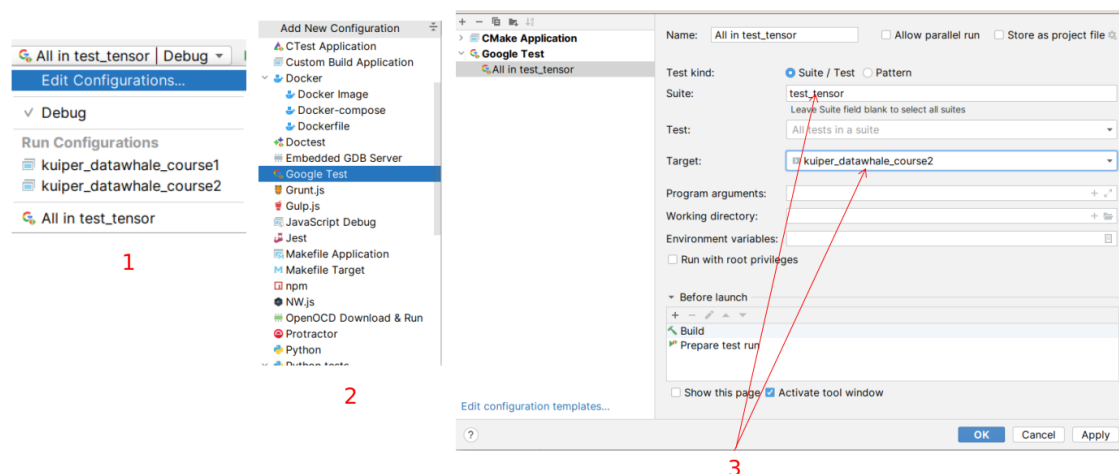 All in test_tensor | Debug
Edit Configurations...
Debug
Run Configurations
kuiper_datawhale_course1
kuiper_datawhale_course2
All in test_tensor
1
Add New Configuration
CTest Application
Custom Build Application
Docker
Docker Image
Docker-compose
Dockerfile
Doctest
Embedded GDB Server
Google Test
Grunt.js
Gulp.js
JavaScript Debug
Jest
Makefile Application
Makefile Target
npm
NW.js
OpenOCD Download & Run
Protractor
Python
Python tests
2
CMake Application
Google Test
All in test_tensor
Edit configuration templates...
?
Name: All in test_tensor Allow parallel run Store as project file
Test kind: Suite / Test Pattern
Suite: test_tensor
Leave Suite field blank to select all suites
Test: All tests in a suite
Target: kuiper_datawhale_course2
Program arguments:
Working directory:
Environment variables:
Run with root privileges
Before launch
Build
Prepare test run
Show this page Activate tool window
OK Cancel Apply
3